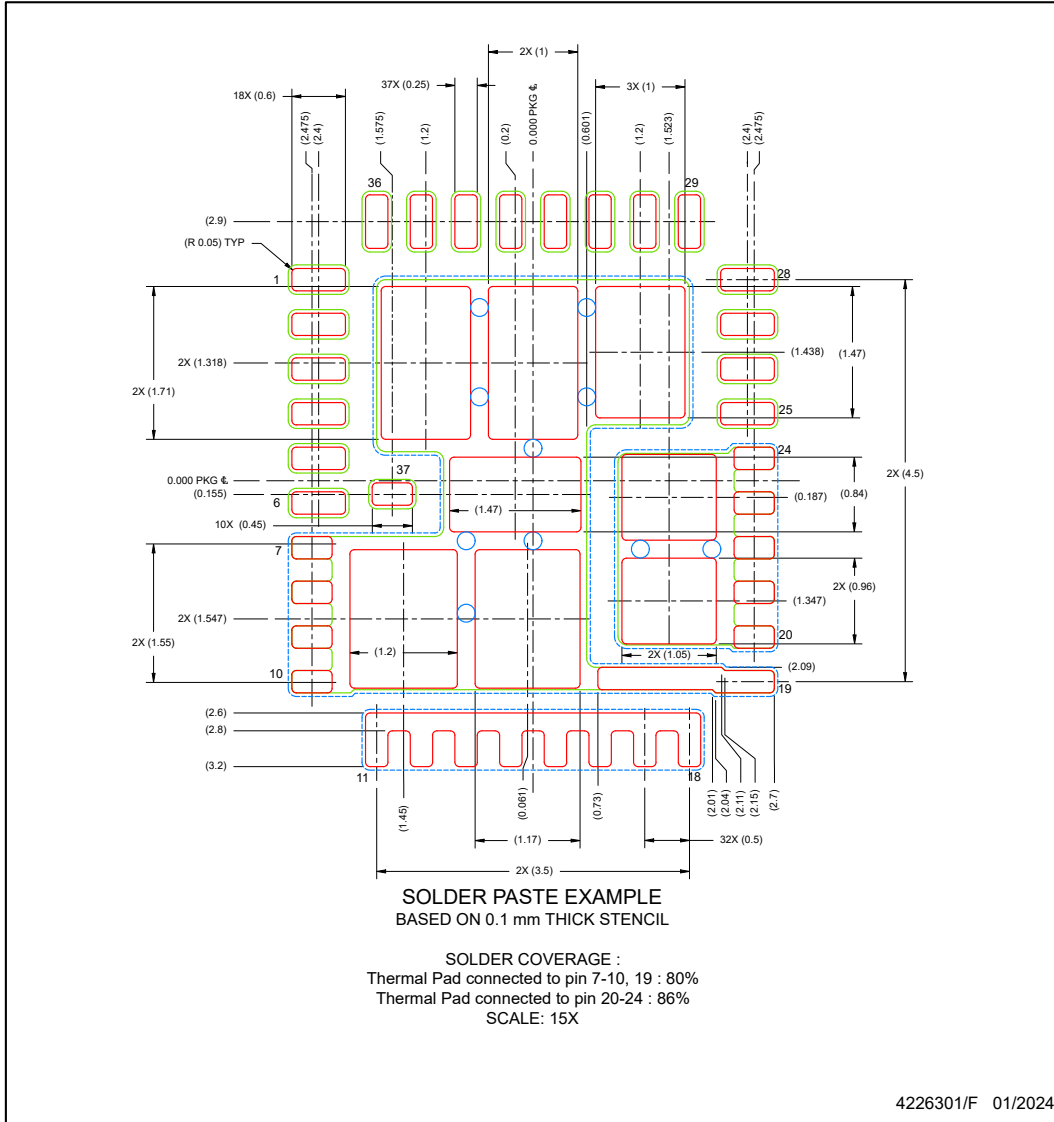 2X (1)
37X (0.25)
3X (1)
18X (0.6)
(2.475)
(2.4)
(1.575)
(1.2)
(0.2)
0.000 PKG ℄
(0.601)
(1.2)
(1.523)
(2.4)
(2.475)
36
29
(2.9)
(R 0.05) TYP
1
28
2X (1.318)
(1.438)
(1.47)
2X (1.71)
25
24
37
0.000 PKG ℄
(0.155)
2X (4.5)
(0.187)
(0.84)
6
(1.47)
10X (0.45)
7
2X (0.96)
(1.347)
2X (1.547)
2X (1.55)
20
(1.2)
2X (1.05)
(2.09)
10
19
(2.6)
(2.8)
(3.2)
11
18
(1.45)
(0.061)
(0.73)
(2.01)
(2.04)
(2.11)
(2.15)
(2.7)
(1.17)
32X (0.5)
2X (3.5)
SOLDER PASTE EXAMPLE
BASED ON 0.1 mm THICK STENCIL
SOLDER COVERAGE :
Thermal Pad connected to pin 7-10, 19 : 80%
Thermal Pad connected to pin 20-24 : 86%
SCALE: 15X
4226301/F 01/2024